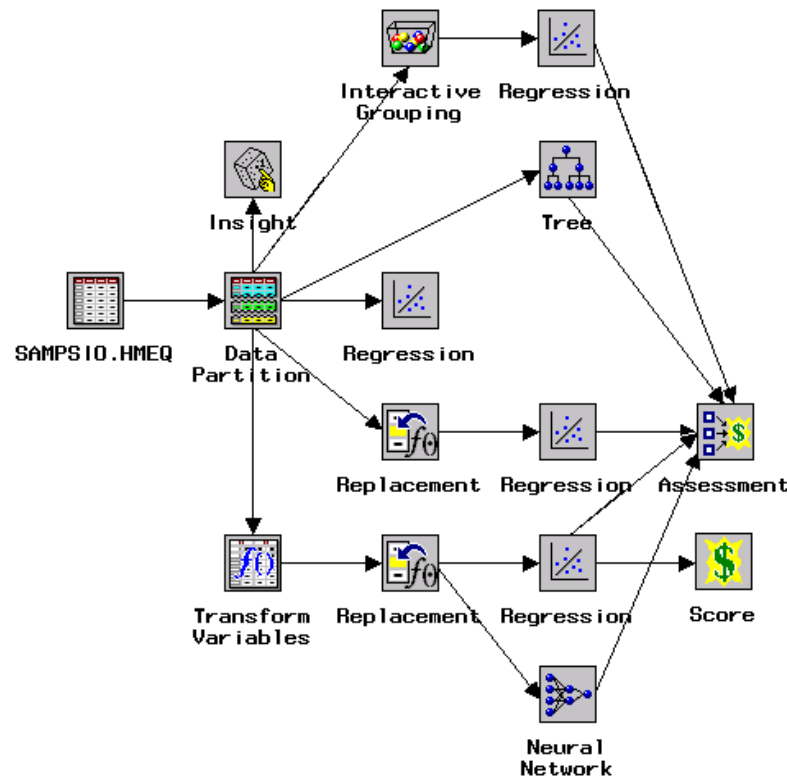 Interactive
Grouping
Regression
Insight
Tree
SAMPSIO.HMEQ
Data
Partition
Regression
Replacement
Regression
Assessment
Transform
Variables
Replacement
Regression
Score
Neural
Network